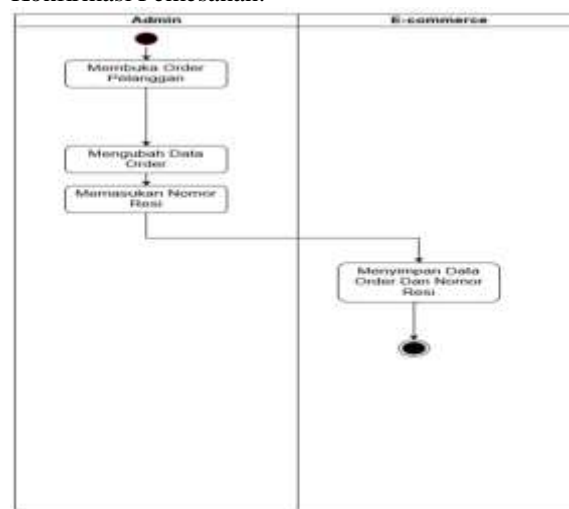 Konfirmasi Pemesanan.
Admin
E-commerce
Membuka Order
Pelanggan
Mengubah Data
Order
Memasukan Nomor
Resi
Menyimpan Data
Order Dan Nomor
Resi